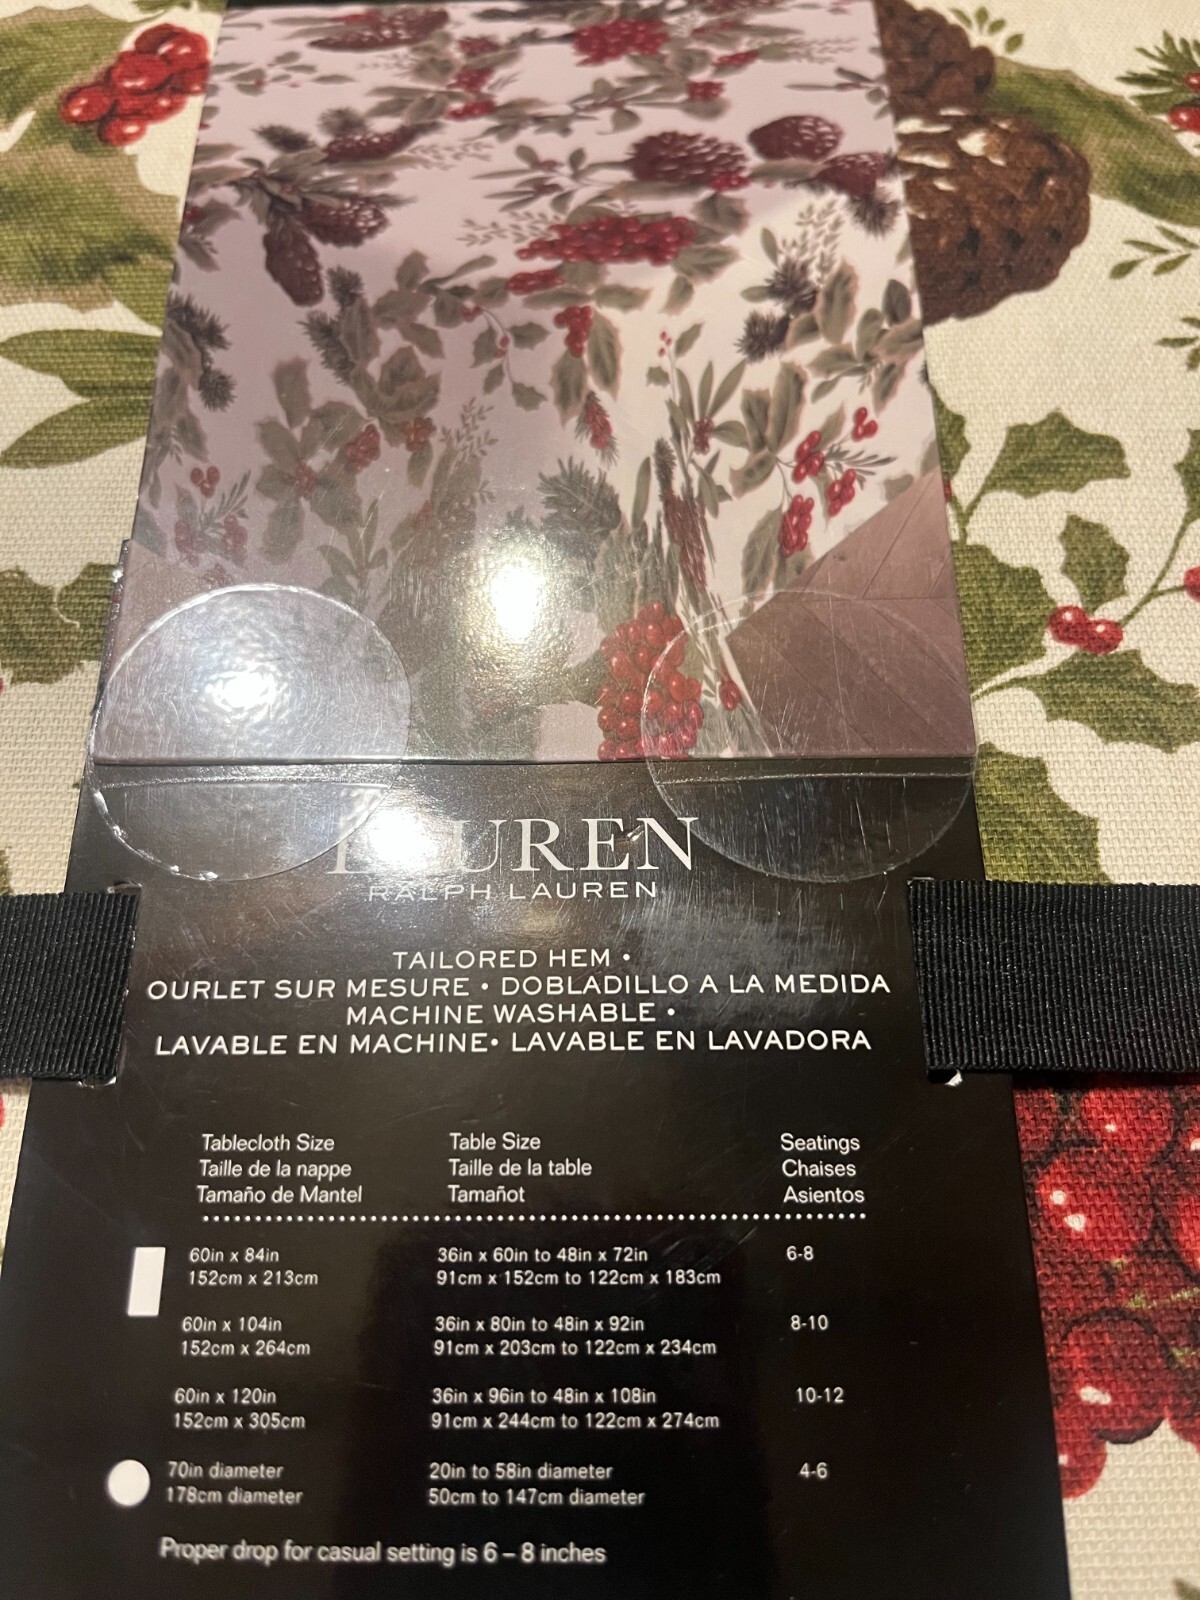 LAUREN
RALPH LAUREN
TAILORED HEM •
OURLET SUR MESURE • DOBLADILLO A LA MEDIDA
MACHINE WASHABLE •
LAVABLE EN MACHINE• LAVABLE EN LAVADORA
Tablecloth Size Table Size Seatings
Taille de la nappe Taille de la table Chaises
Tamaño de Mantel Tamañot Asientos
60in x 84in 36in x 60in to 48in x 72in 6-8
152cm x 213cm 91cm x 152cm to 122cm x 183cm
60in x 104in 36in x 80in to 48in x 92in 8-10
152cm x 264cm 91cm x 203cm to 122cm x 234cm
60in x 120in 36in x 96in to 48in x 108in 10-12
152cm x 305cm 91cm x 244cm to 122cm x 274cm
70in diameter 20in to 58in diameter 4-6
178cm diameter 50cm to 147cm diameter
Proper drop for casual setting is 6 – 8 inches